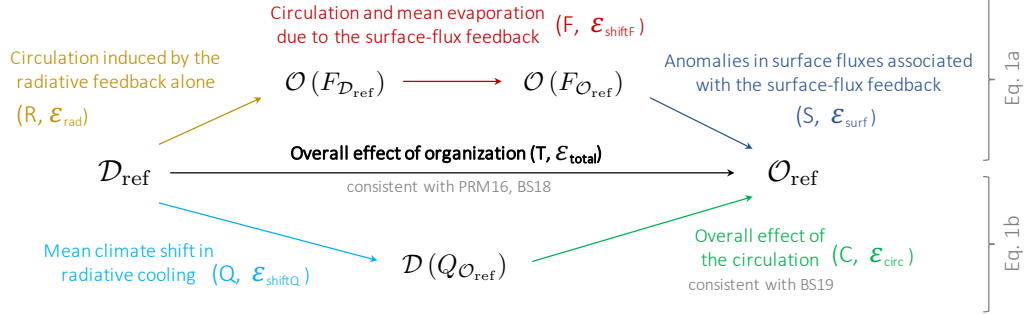 Circulation and mean evaporation
due to the surface-flux feedback (F, ℰshiftF)
Circulation induced by the
radiative feedback alone
(R, ℰrad)
𝒪(F𝒟ref)
𝒪(F𝒪ref)
Anomalies in surface fluxes associated
with the surface-flux feedback
(S, ℰsurf)
Eq. 1a
𝒟ref
Overall effect of organization (T, ℰtotal)
consistent with PRM16, BS18
𝒪ref
Mean climate shift in
radiative cooling (Q, ℰshiftQ)
𝒟(Q𝒪ref)
Overall effect of
the circulation (C, ℰcirc)
consistent with BS19
Eq. 1b